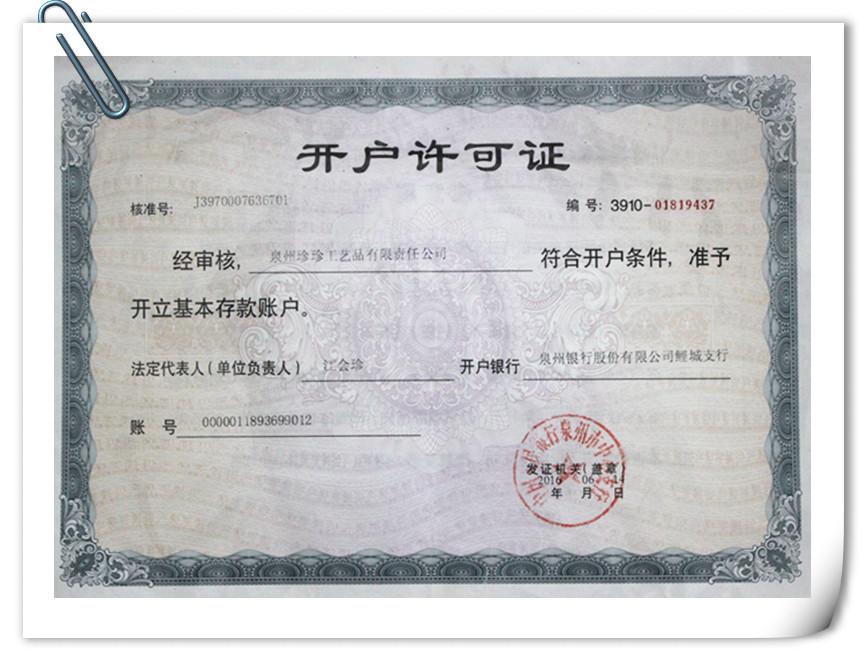 开户许可证
核准号: J3970007636701 编 号: 3910-01819437
经审核, 泉州珍珍工艺品有限责任公司 符合开户条件, 准予
开立基本存款账户。
法定代表人(单位负责人) 江会珍 开户银行 泉州银行股份有限公司鲤城支行
账 号 0000011893699012
发证机关(盖章)
2016 06 14
年 月 日